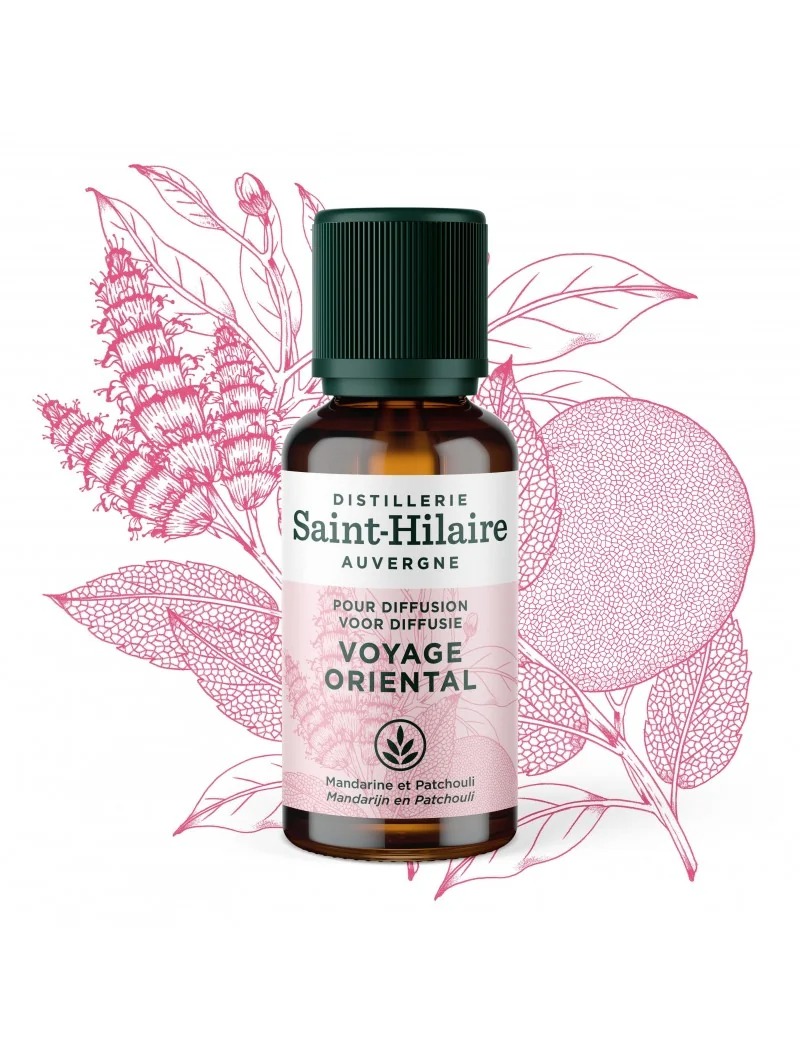 DISTILLERIE
Saint-Hilaire
AUVERGNE
POUR DIFFUSION
VOOR DIFFUSIE
VOYAGE
ORIENTAL
Mandarine et Patchouli
Mandarijn en Patchouli